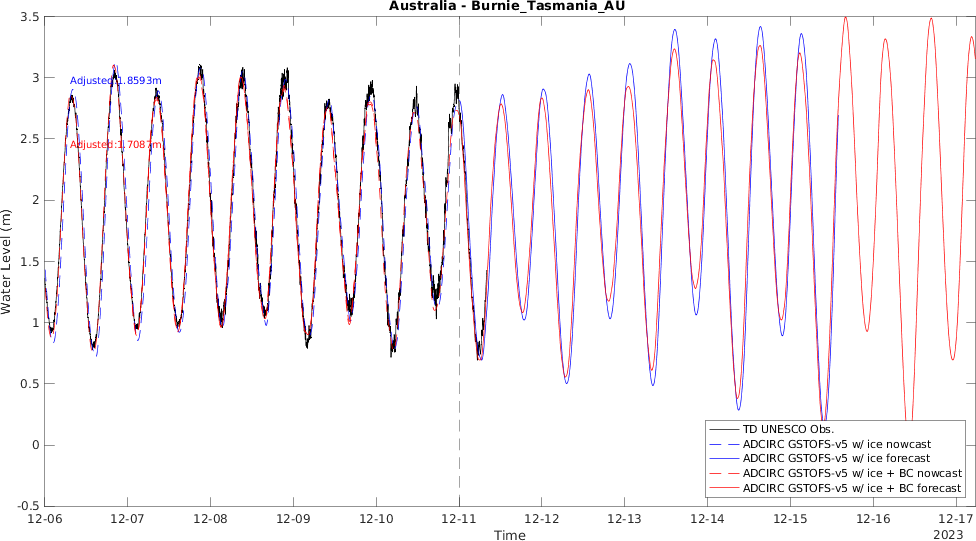 Australia - Burnie_Tasmania_AU
3.5
3
2.5
2
1.5
1
0.5
0
-0.5
Water Level (m)
Adjusted:1.8593m
Adjusted:1.7087m
TD UNESCO Obs.
ADCIRC GSTOFS-v5 w/ ice nowcast
ADCIRC GSTOFS-v5 w/ ice forecast
ADCIRC GSTOFS-v5 w/ ice + BC nowcast
ADCIRC GSTOFS-v5 w/ ice + BC forecast
12-06 12-07 12-08 12-09 12-10 12-11 12-12 12-13 12-14 12-15 12-16 12-17
Time
2023